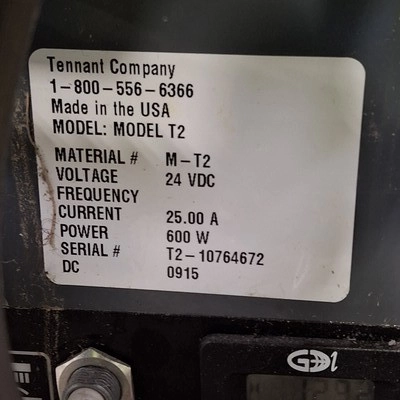 Tennant Company
1-800-556-6366
Made in the USA
MODEL: MODEL T2
MATERIAL # M-T2
VOLTAGE 24 VDC
FREQUENCY
CURRENT 25.00 A
POWER 600 W
SERIAL # T2-10764672
DC 0915